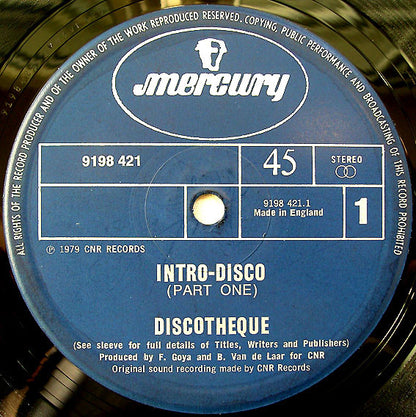 ALL RIGHTS OF THE RECORD PRODUCER AND OF THE OWNER OF THE WORK REPRODUCED RESERVED. COPYING, PUBLIC PERFORMANCE AND BROADCASTING OF THIS RECORD PROHIBITED
mercury
9198 421
45
STEREO
9198 421.1
Made in England
1
℗ 1979 CNR RECORDS
INTRO-DISCO
(PART ONE)
DISCOTHEQUE
(See sleeve for full details of Titles, Writers and Publishers)
Produced by F. Goya and B. Van de Laar for CNR
Original sound recording made by CNR Records